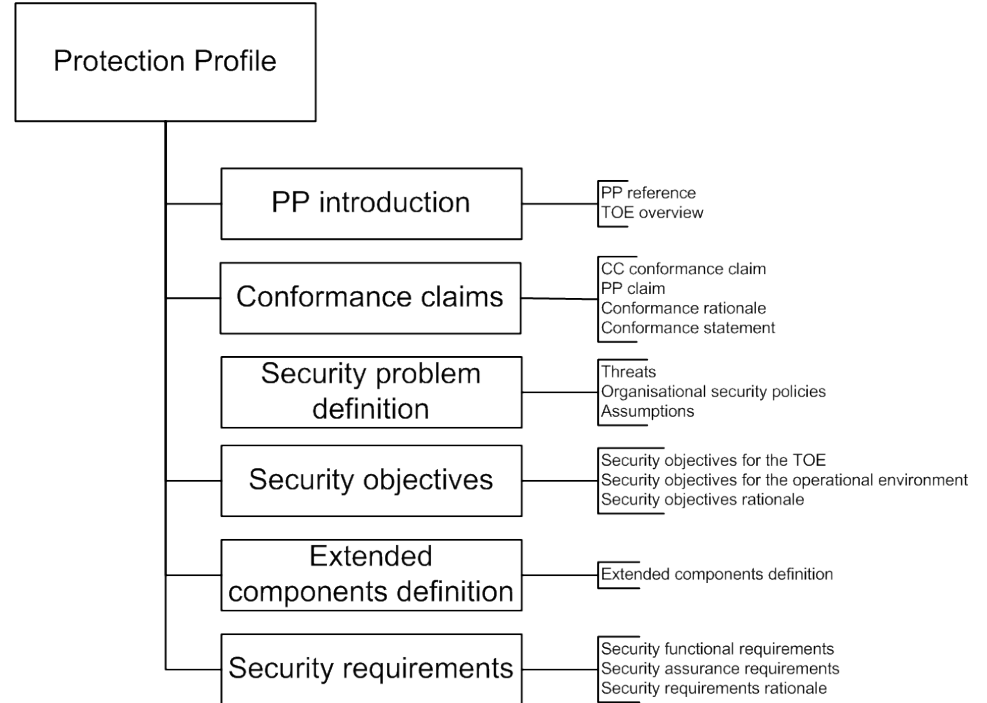 Protection Profile
PP introduction
PP reference
TOE overview
Conformance claims
CC conformance claim
PP claim
Conformance rationale
Conformance statement
Security problem
definition
Threats
Organisational security policies
Assumptions
Security objectives
Security objectives for the TOE
Security objectives for the operational environment
Security objectives rationale
Extended
components definition
Extended components definition
Security requirements
Security functional requirements
Security assurance requirements
Security requirements rationale